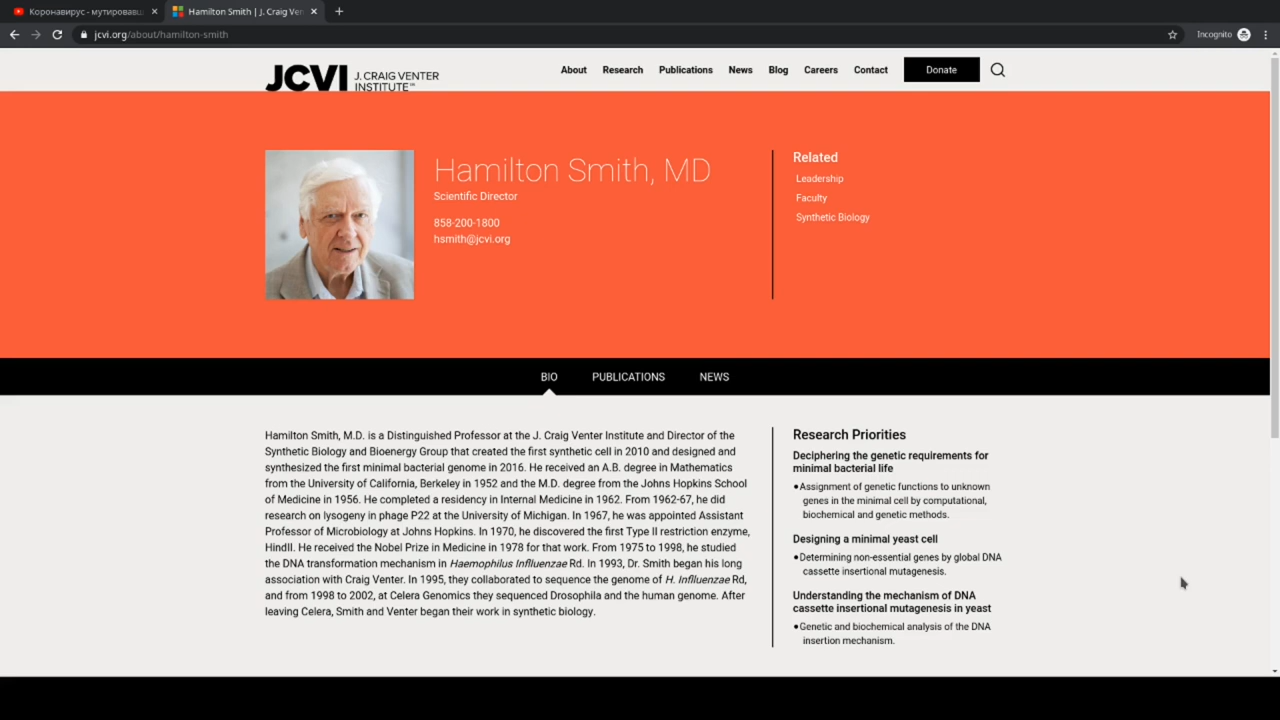 Коронавирус - мутировавш
Hamilton Smith | J. Craig Ven
jcvi.org/about/hamilton-smith
Incognito
JCVI J. CRAIG VENTER
INSTITUTE™
About Research Publications News Blog Careers Contact Donate
Hamilton Smith, MD
Scientific Director
858-200-1800
hsmith@jcvi.org
Related
Leadership
Faculty
Synthetic Biology
BIO PUBLICATIONS NEWS
Hamilton Smith, M.D. is a Distinguished Professor at the J. Craig Venter Institute and Director of the
Synthetic Biology and Bioenergy Group that created the first synthetic cell in 2010 and designed and
synthesized the first minimal bacterial genome in 2016. He received an A.B. degree in Mathematics
from the University of California, Berkeley in 1952 and the M.D. degree from the Johns Hopkins School
of Medicine in 1956. He completed a residency in Internal Medicine in 1962. From 1962-67, he did
research on lysogeny in phage P22 at the University of Michigan. In 1967, he was appointed Assistant
Professor of Microbiology at Johns Hopkins. In 1970, he discovered the first Type II restriction enzyme,
HindII. He received the Nobel Prize in Medicine in 1978 for that work. From 1975 to 1998, he studied
the DNA transformation mechanism in Haemophilus Inflluenzae Rd. In 1993, Dr. Smith began his long
association with Craig Venter. In 1995, they collaborated to sequence the genome of H. Inflluenzae Rd,
and from 1998 to 2002, at Celera Genomics they sequenced Drosophila and the human genome. After
leaving Celera, Smith and Venter began their work in synthetic biology.
Research Priorities
Deciphering the genetic requirements for
minimal bacterial life
•Assignment of genetic functions to unknown
genes in the minimal cell by computational,
biochemical and genetic methods.
Designing a minimal yeast cell
•Determining non-essential genes by global DNA
cassette insertional mutagenesis.
Understanding the mechanism of DNA
cassette insertional mutagenesis in yeast
•Genetic and biochemical analysis of the DNA
insertion mechanism.